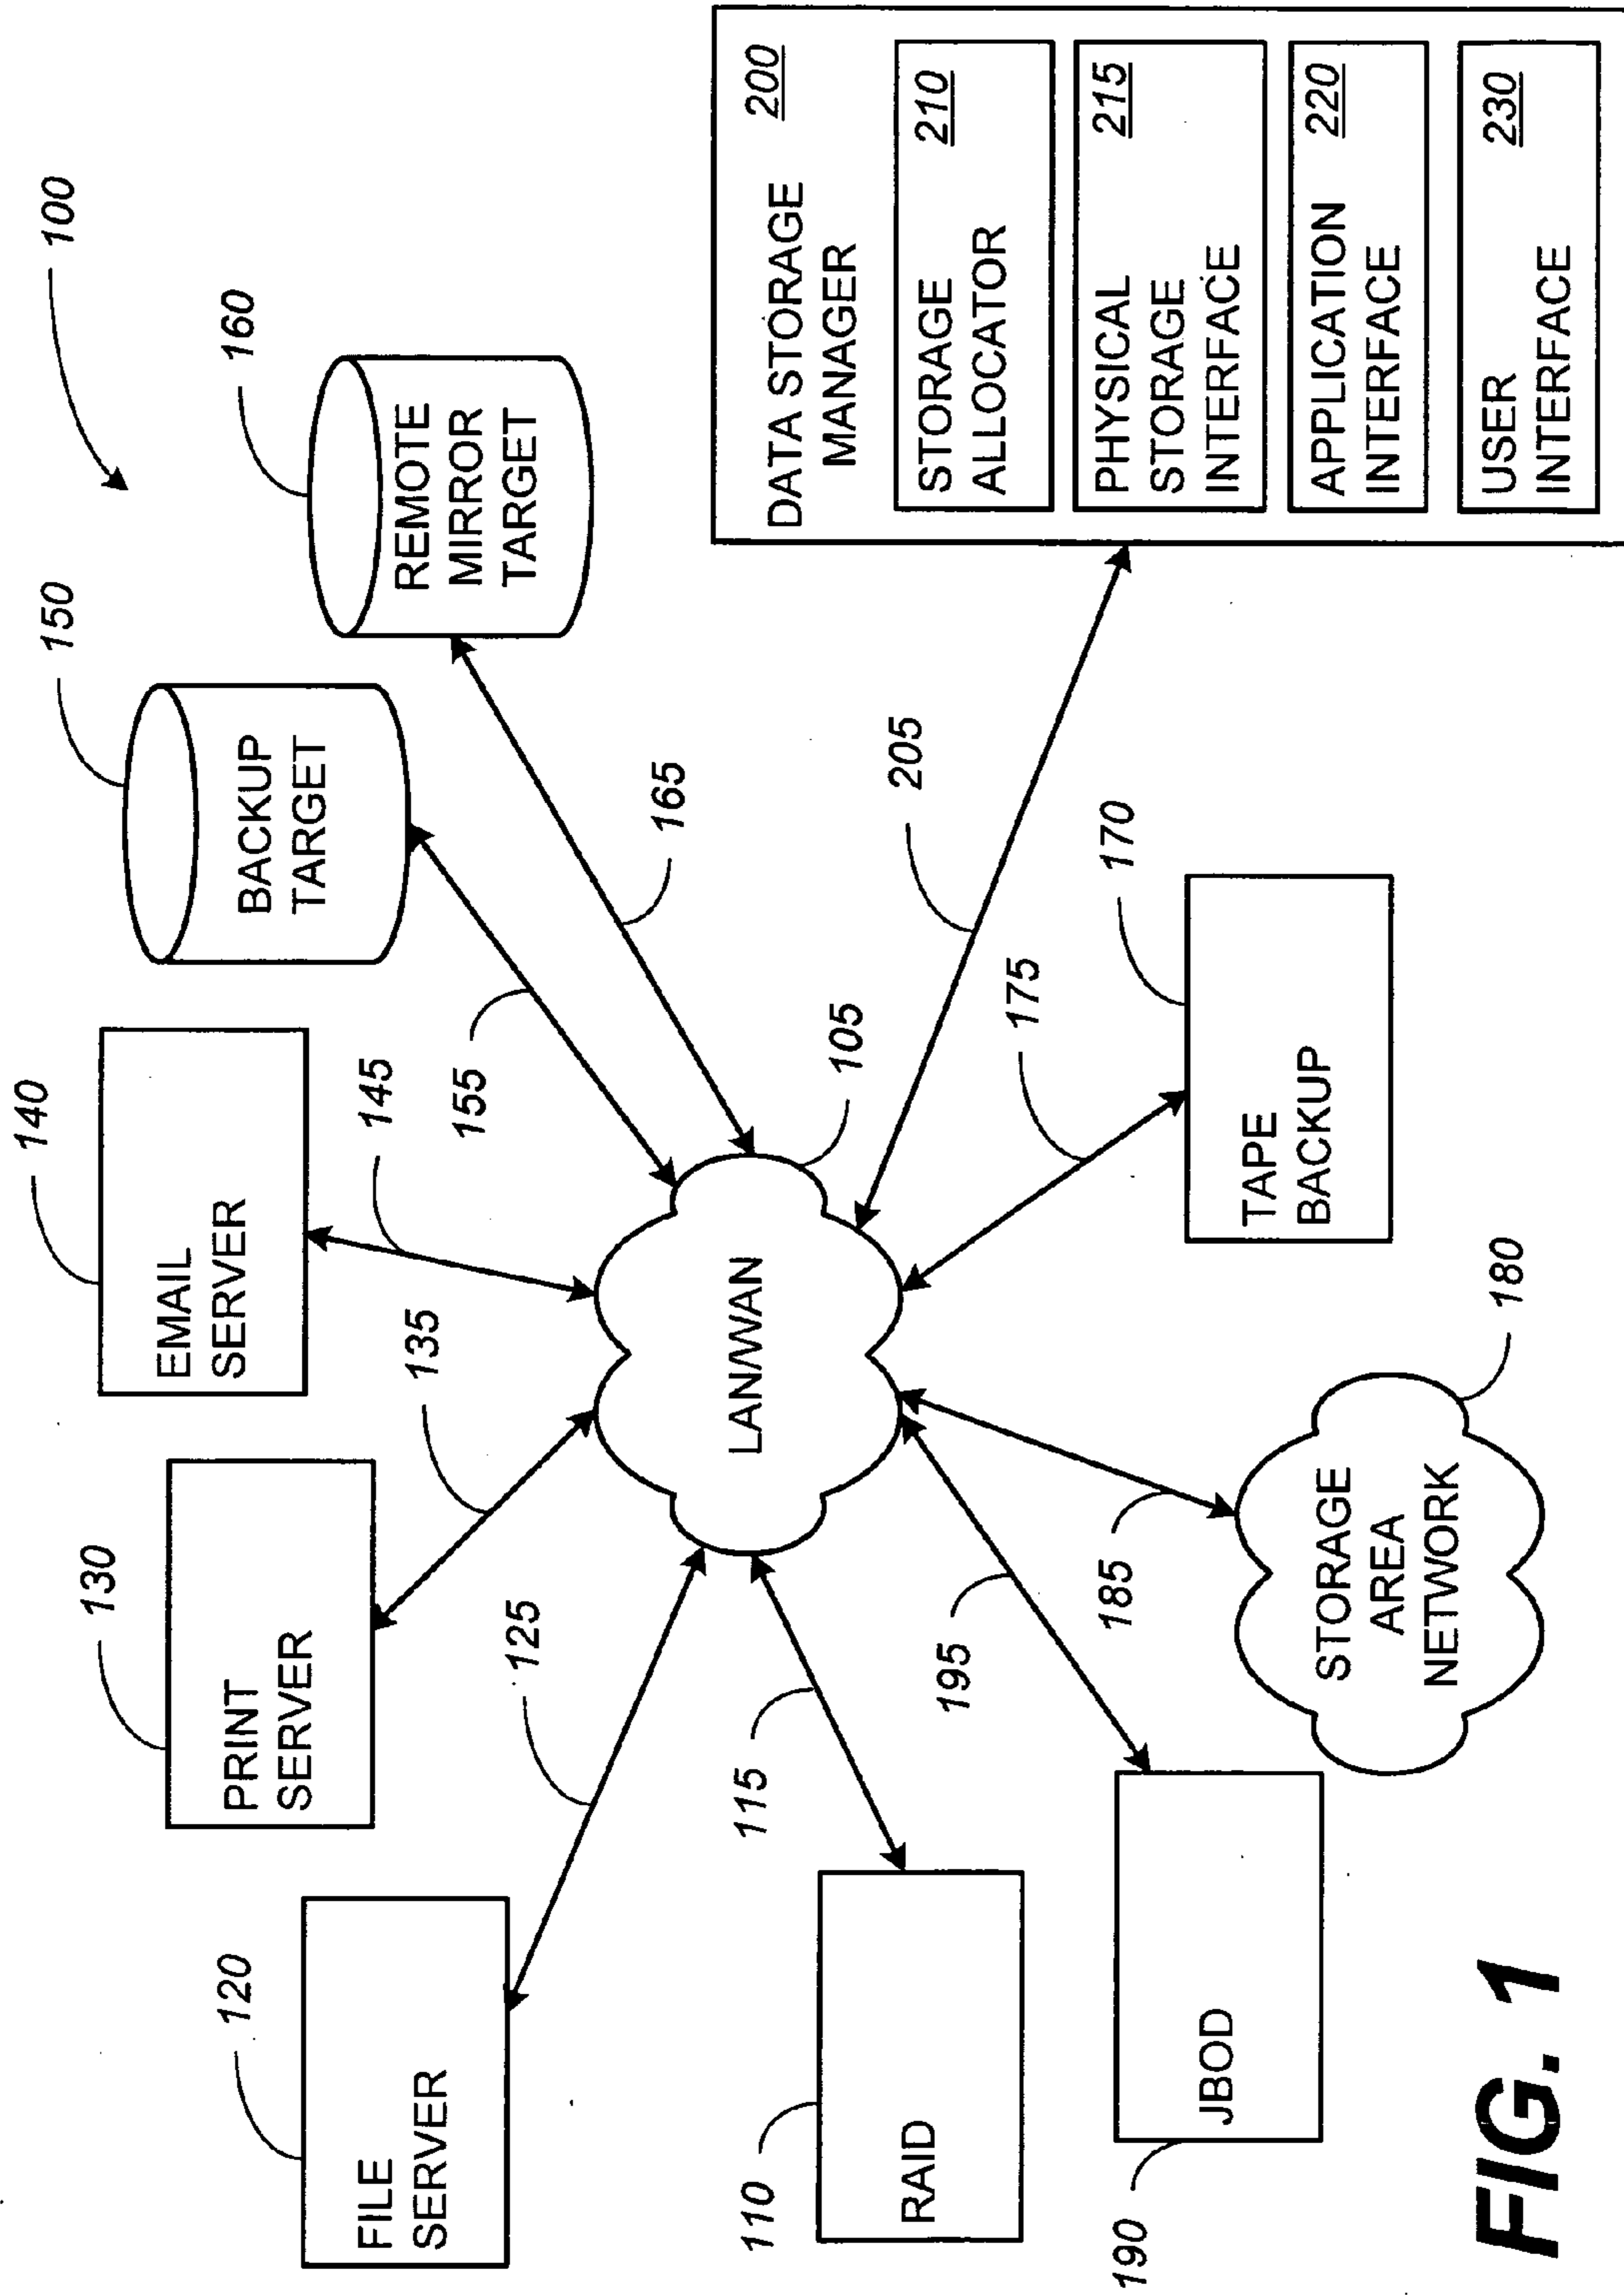 100
140
EMAIL
SERVER
145
150
BACKUP
TARGET
155
160
REMOTE
MIRROR
TARGET
165
130
PRINT
SERVER
135
120
FILE
SERVER
125
105
LAN/WAN
110
RAID
115
190
JBOD
195
180
STORAGE
AREA
NETWORK
185
170
TAPE
BACKUP
175
205
DATA STORAGE 200
MANAGER
STORAGE 210
ALLOCATOR
PHYSICAL 215
STORAGE
INTERFACE
APPLICATION 220
INTERFACE
USER 230
INTERFACE
FIG. 1